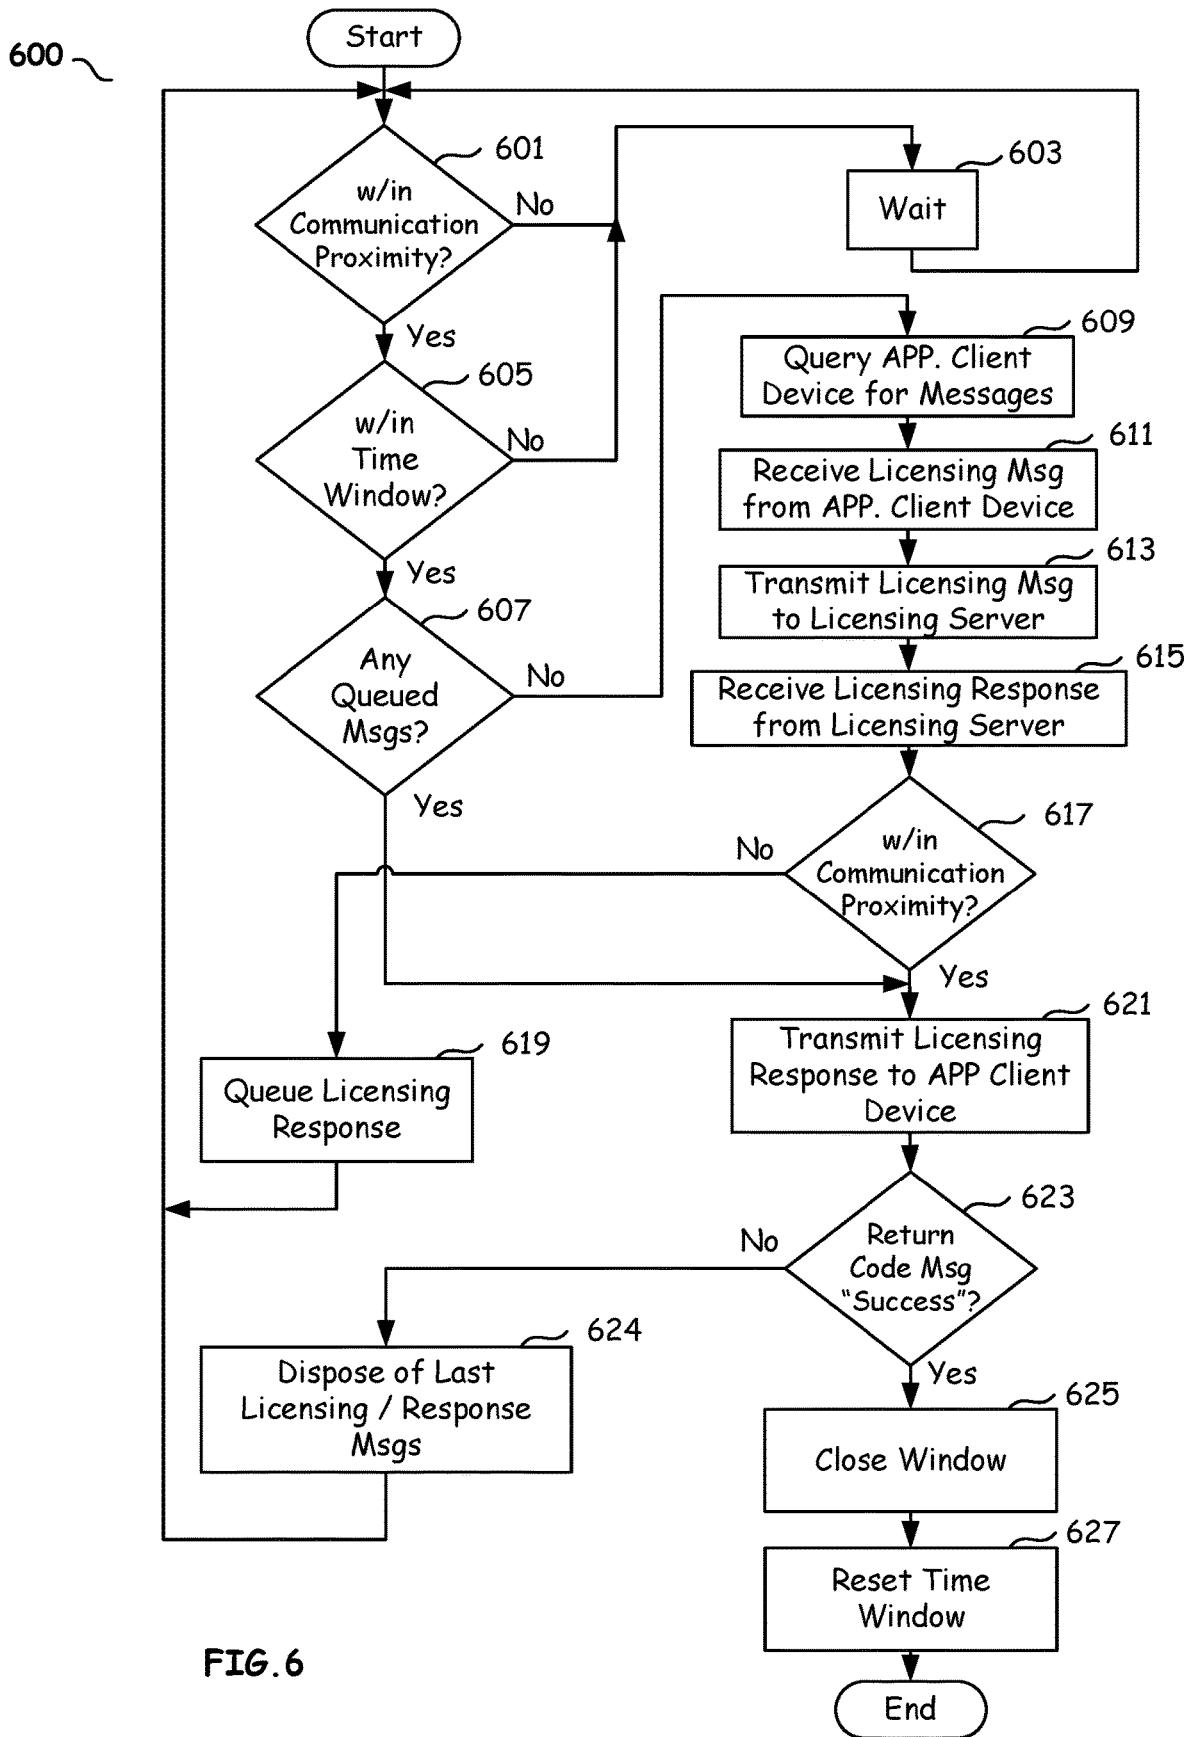 600
Start
601
w/in
Communication
Proximity?
No
Yes
603
Wait
605
w/in
Time
Window?
No
Yes
607
Any
Queued
Msgs?
No
Yes
609
Query APP. Client
Device for Messages
611
Receive Licensing Msg
from APP. Client Device
613
Transmit Licensing Msg
to Licensing Server
615
Receive Licensing Response
from Licensing Server
617
w/in
Communication
Proximity?
No
Yes
619
Queue Licensing
Response
621
Transmit Licensing
Response to APP Client
Device
623
Return
Code Msg
“Success”?
No
Yes
624
Dispose of Last
Licensing / Response
Msgs
625
Close Window
627
Reset Time
Window
End
FIG.6